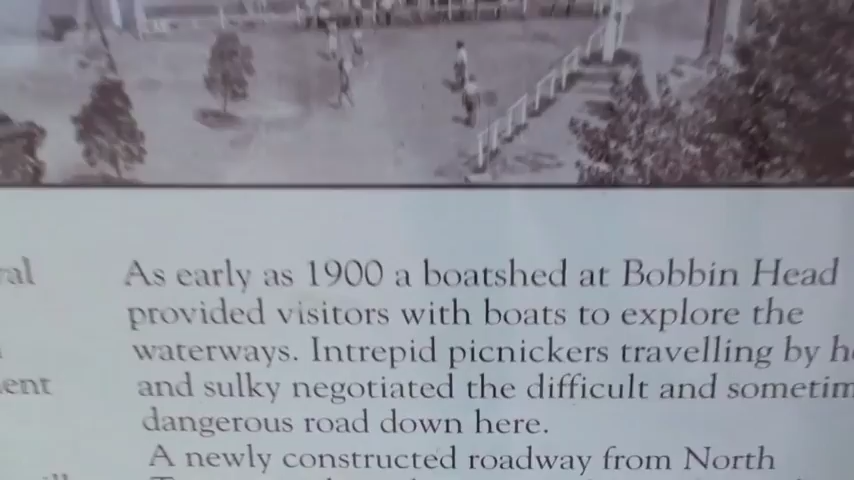 As early as 1900 a boatshed at Bobbin Head
provided visitors with boats to explore the
waterways. Intrepid picnickers travelling by
and sulky negotiated the difficult and
dangerous road down here.
A newly constructed roadway from North